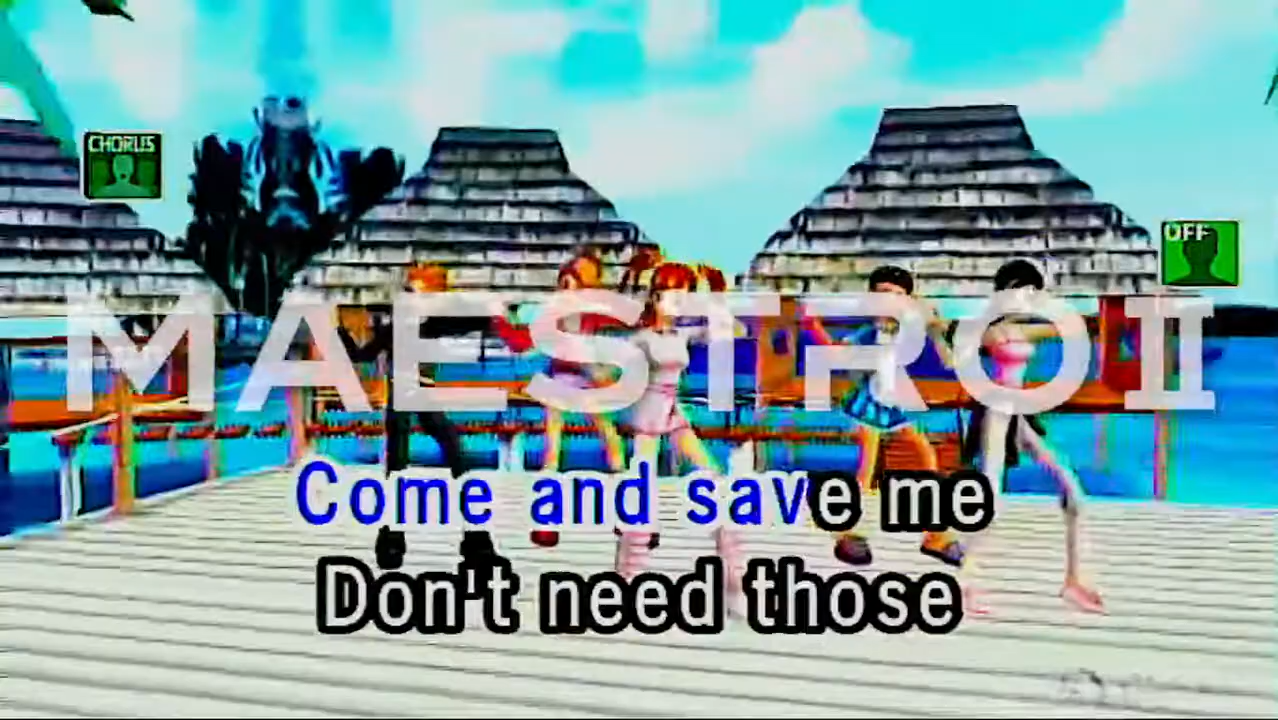 CHORUS
OFF
MAESTRO II
Come and save me
Don't need those